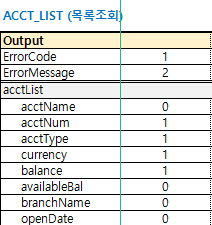 ACCT_LIST (목록조회)
Output
ErrorCode 1
ErrorMessage 2
acctList
acctName 0
acctNum 1
acctType 1
currency 1
balance 1
availableBal 0
branchName 0
openDate 0